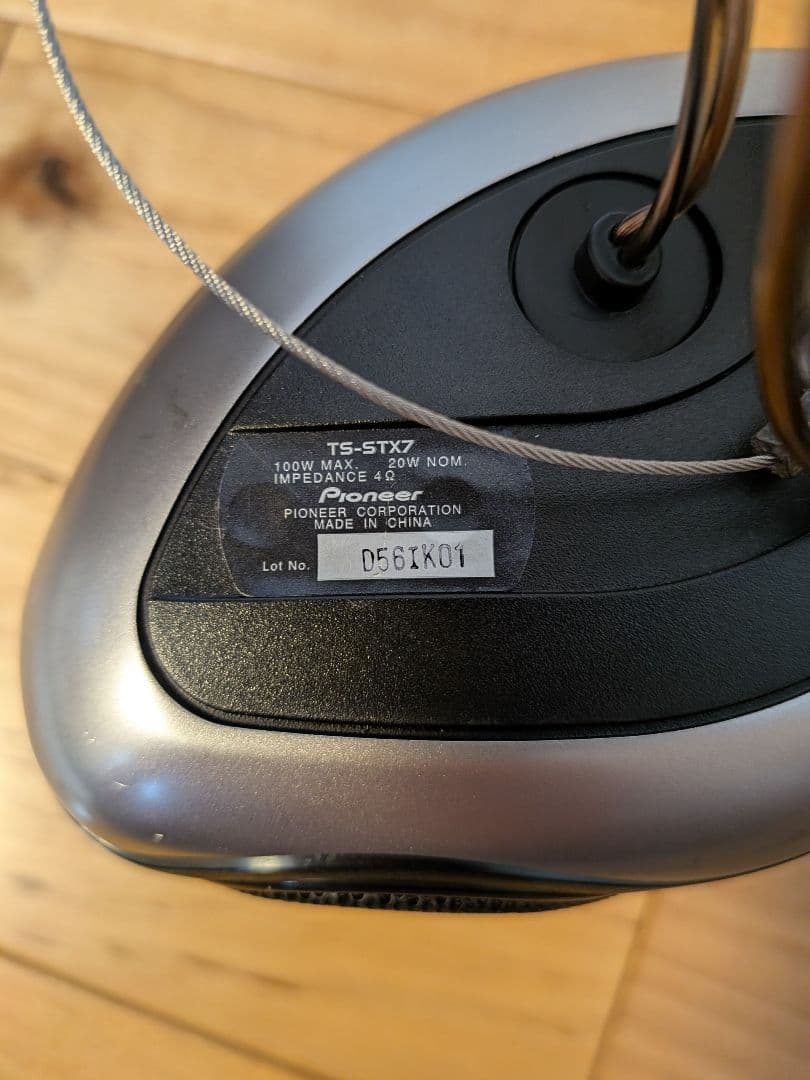 TS-STX7
100W MAX. 20W NOM.
IMPEDANCE 4Ω
Pioneer
PIONEER CORPORATION
MADE IN CHINA
Lot No. D56IK01